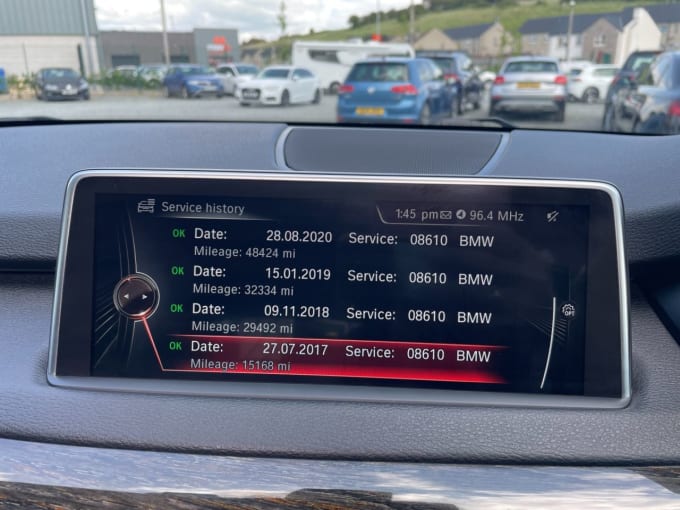 Service history
1:45 pm 96.4 MHz
OK Date: 28.08.2020 Service: 08610 BMW
Mileage: 48424 mi
OK Date: 15.01.2019 Service: 08610 BMW
Mileage: 32334 mi
OK Date: 09.11.2018 Service: 08610 BMW
Mileage: 29492 mi
OPT
OK Date: 27.07.2017 Service: 08610 BMW
Mileage: 15168 mi